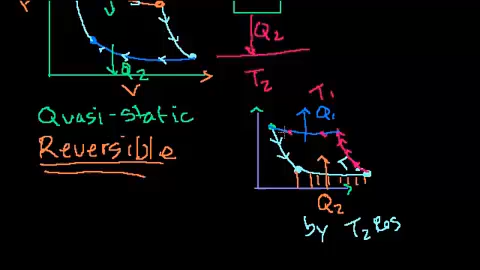 P
Q2
V
Q2
T2
Quasi-static
Reversible
T1
Q1
T
Q2
by T2 Res